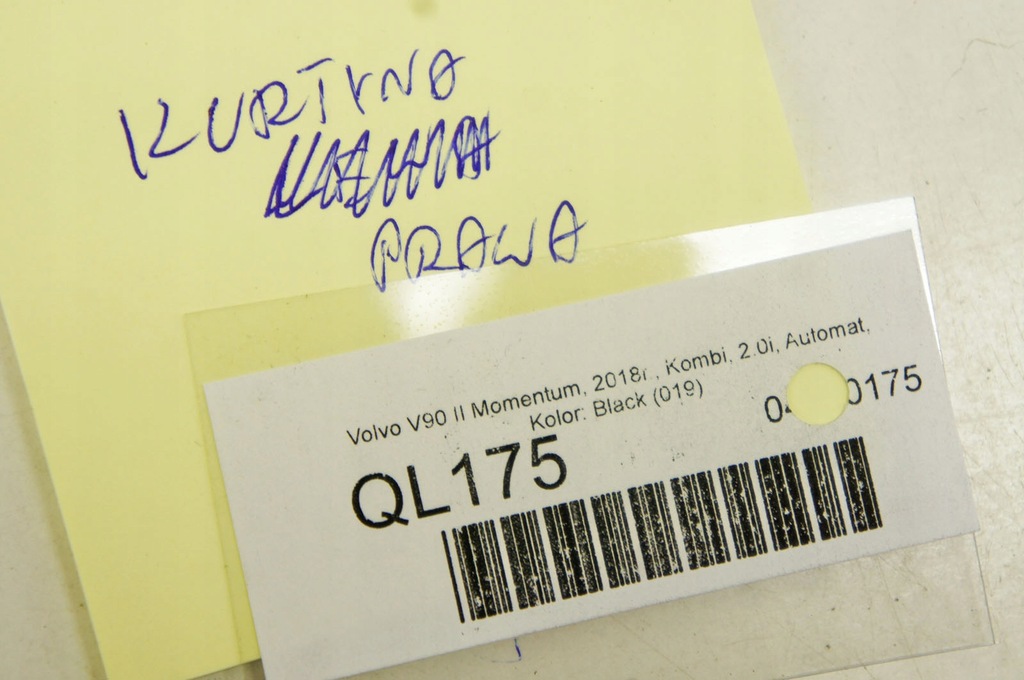 KURTYNA
PRAWA
Volvo V90 II Momentum, 2018r., Kombi, 2.0i, Automat,
Kolor: Black (019)
QL175